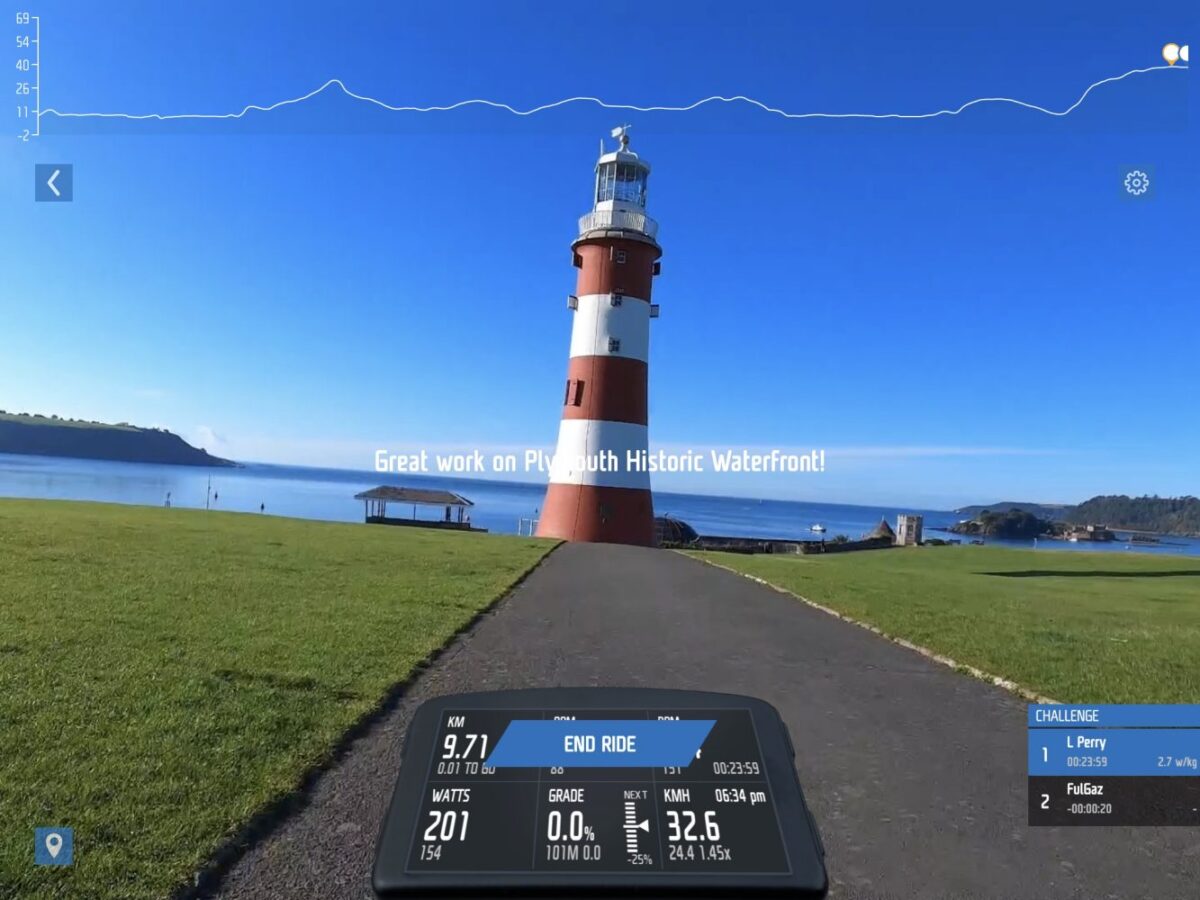 69
54
40
26
11
-2
Great work on Plymouth Historic Waterfront!
CHALLENGE
1 L Perry
00:23:59 2.7 w/kg
2 FulGaz
-00:00:20 -
KM
9.71
0.01 TO GO 88 151 00:23:59
END RIDE
WATTS GRADE NEXT KMH 06:34 pm
201 0.0% 32.6
154 101M 0.0 -25% 24.4 1.45x